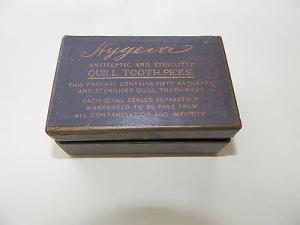 Hygeia
ANTISEPTIC AND STERILIZED
QUILL TOOTH-PICKS.
THIS PACKAGE CONTAINS FIFTY ANTISEPTIC
AND STERILIZED QUILL TOOTH-PICKS.
EACH QUILL SEALED SEPARATELY.
WARRANTED TO BE FREE FROM
ALL CONTAMINATION AND IMPURITY.